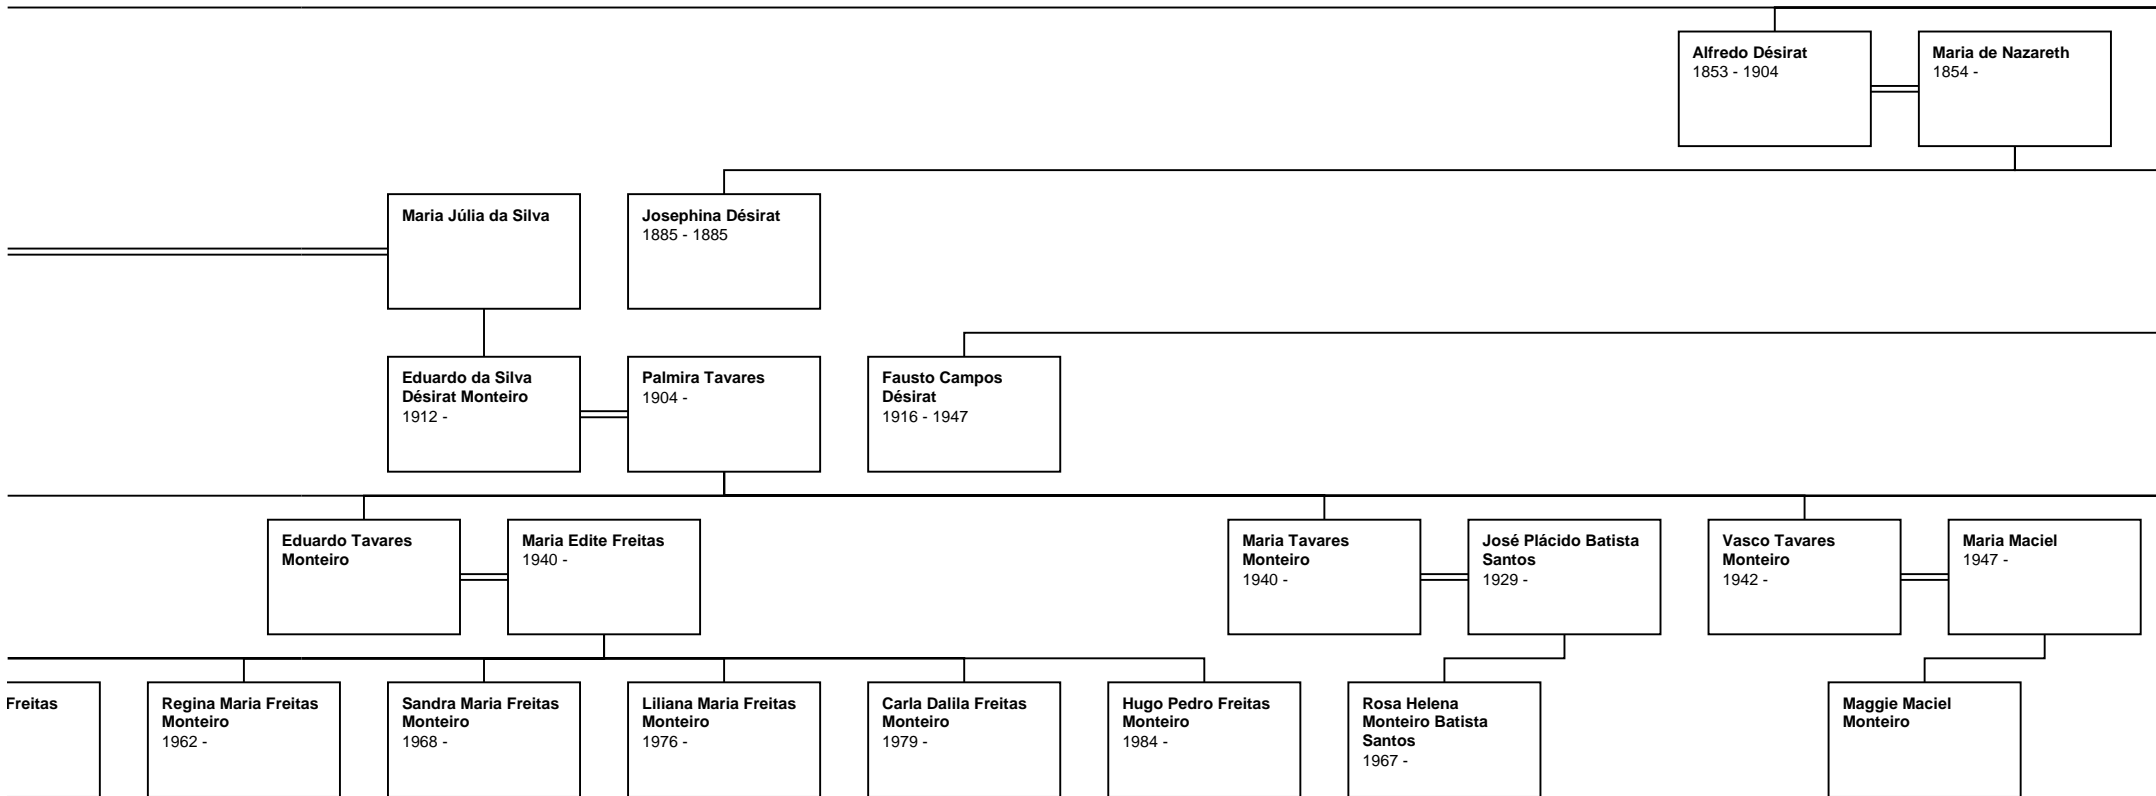 Alfredo Désirat
1853 - 1904
Maria de Nazareth
1854 -
Maria Júlia da Silva
Josephina Désirat
1885 - 1885
Eduardo da Silva
Désirat Monteiro
1912 -
Palmira Tavares
1904 -
Fausto Campos
Désirat
1916 - 1947
Eduardo Tavares
Monteiro
Maria Edite Freitas
1940 -
Maria Tavares
Monteiro
1940 -
José Plácido Batista
Santos
1929 -
Vasco Tavares
Monteiro
1942 -
Maria Maciel
1947 -
Freitas
Regina Maria Freitas
Monteiro
1962 -
Sandra Maria Freitas
Monteiro
1968 -
Liliana Maria Freitas
Monteiro
1976 -
Carla Dalila Freitas
Monteiro
1979 -
Hugo Pedro Freitas
Monteiro
1984 -
Rosa Helena
Monteiro Batista
Santos
1967 -
Maggie Maciel
Monteiro